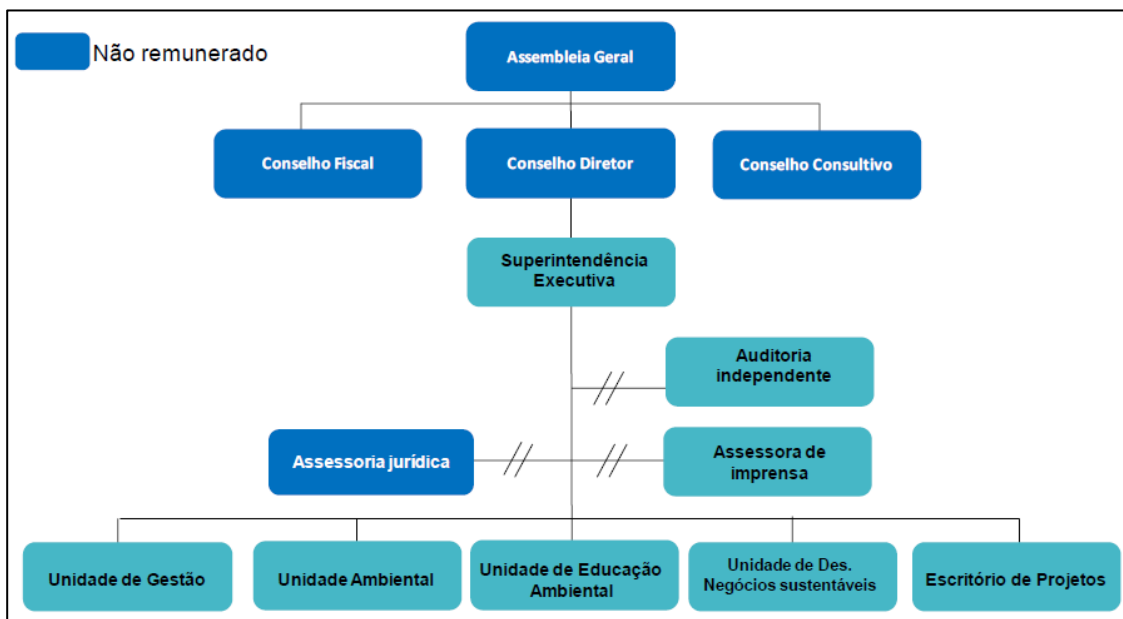 Não remunerado
Assembleia Geral
Conselho Fiscal
Conselho Diretor
Conselho Consultivo
Superintendência
Executiva
Auditoria
independente
Assessoria jurídica
Assessora de
imprensa
Unidade de Gestão
Unidade Ambiental
Unidade de Educação
Ambiental
Unidade de Des.
Negócios sustentáveis
Escritório de Projetos